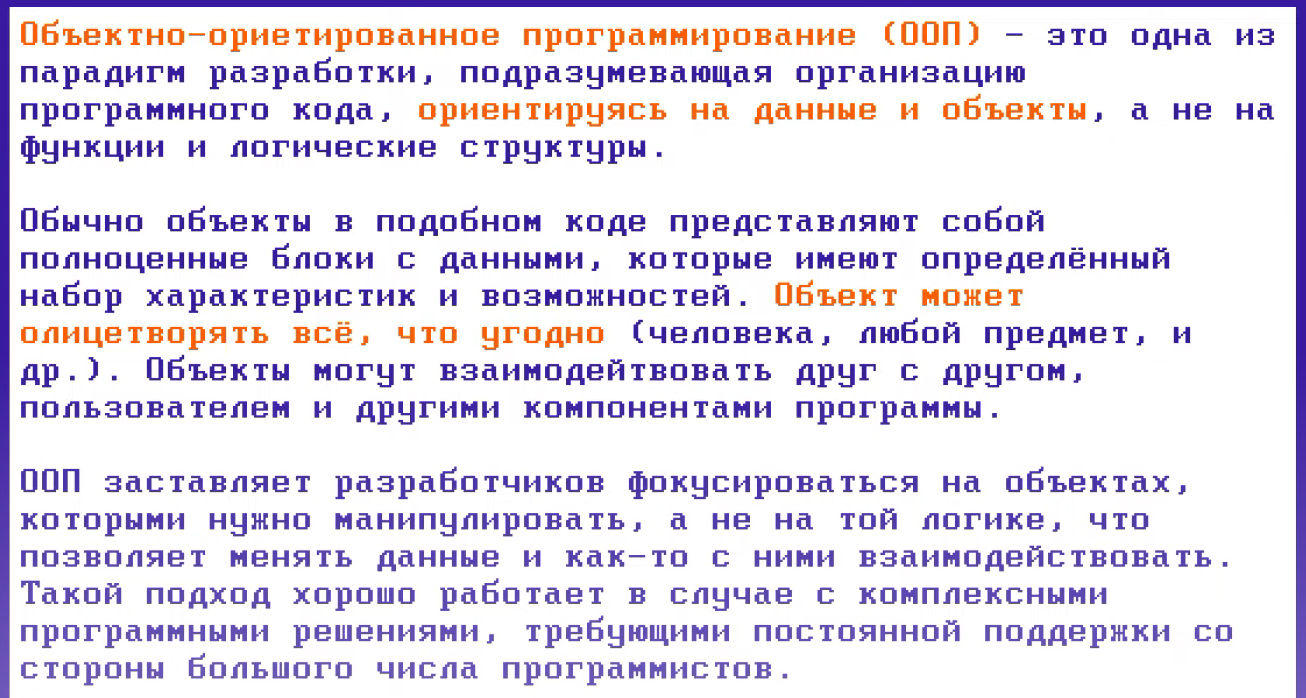 Объектно-ориетированное программирование (ООП) - это одна из
парадигм разработки, подразумевающая организацию
программного кода, ориентируясь на данные и объекты, а не на
функции и логические структуры.
Обычно объекты в подобном коде представляют собой
полноценные блоки с данными, которые имеют определённый
набор характеристик и возможностей. Объект может
олицетворять всё, что угодно (человека, любой предмет, и
др.). Объекты могут взаимодейтвовать друг с другом,
пользователем и другими компонентами программы.
ООП заставляет разработчиков фокусироваться на объектах,
которыми нужно манипулировать, а не на той логике, что
позволяет менять данные и как-то с ними взаимодействовать.
Такой подход хорошо работает в случае с комплексными
программными решениями, требующими постоянной поддержки со
стороны большого числа программистов.